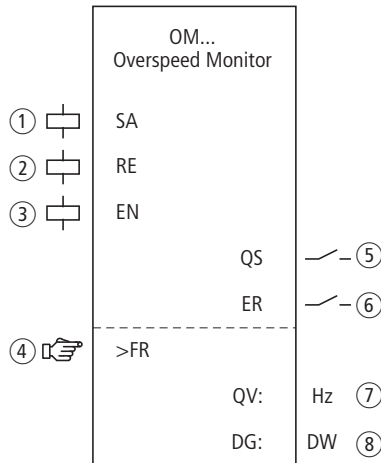 OM...
Overspeed Monitor
1 SA
2 RE
3 EN
QS 5
ER 6
4 >FR
QV: Hz 7
DG: DW 8